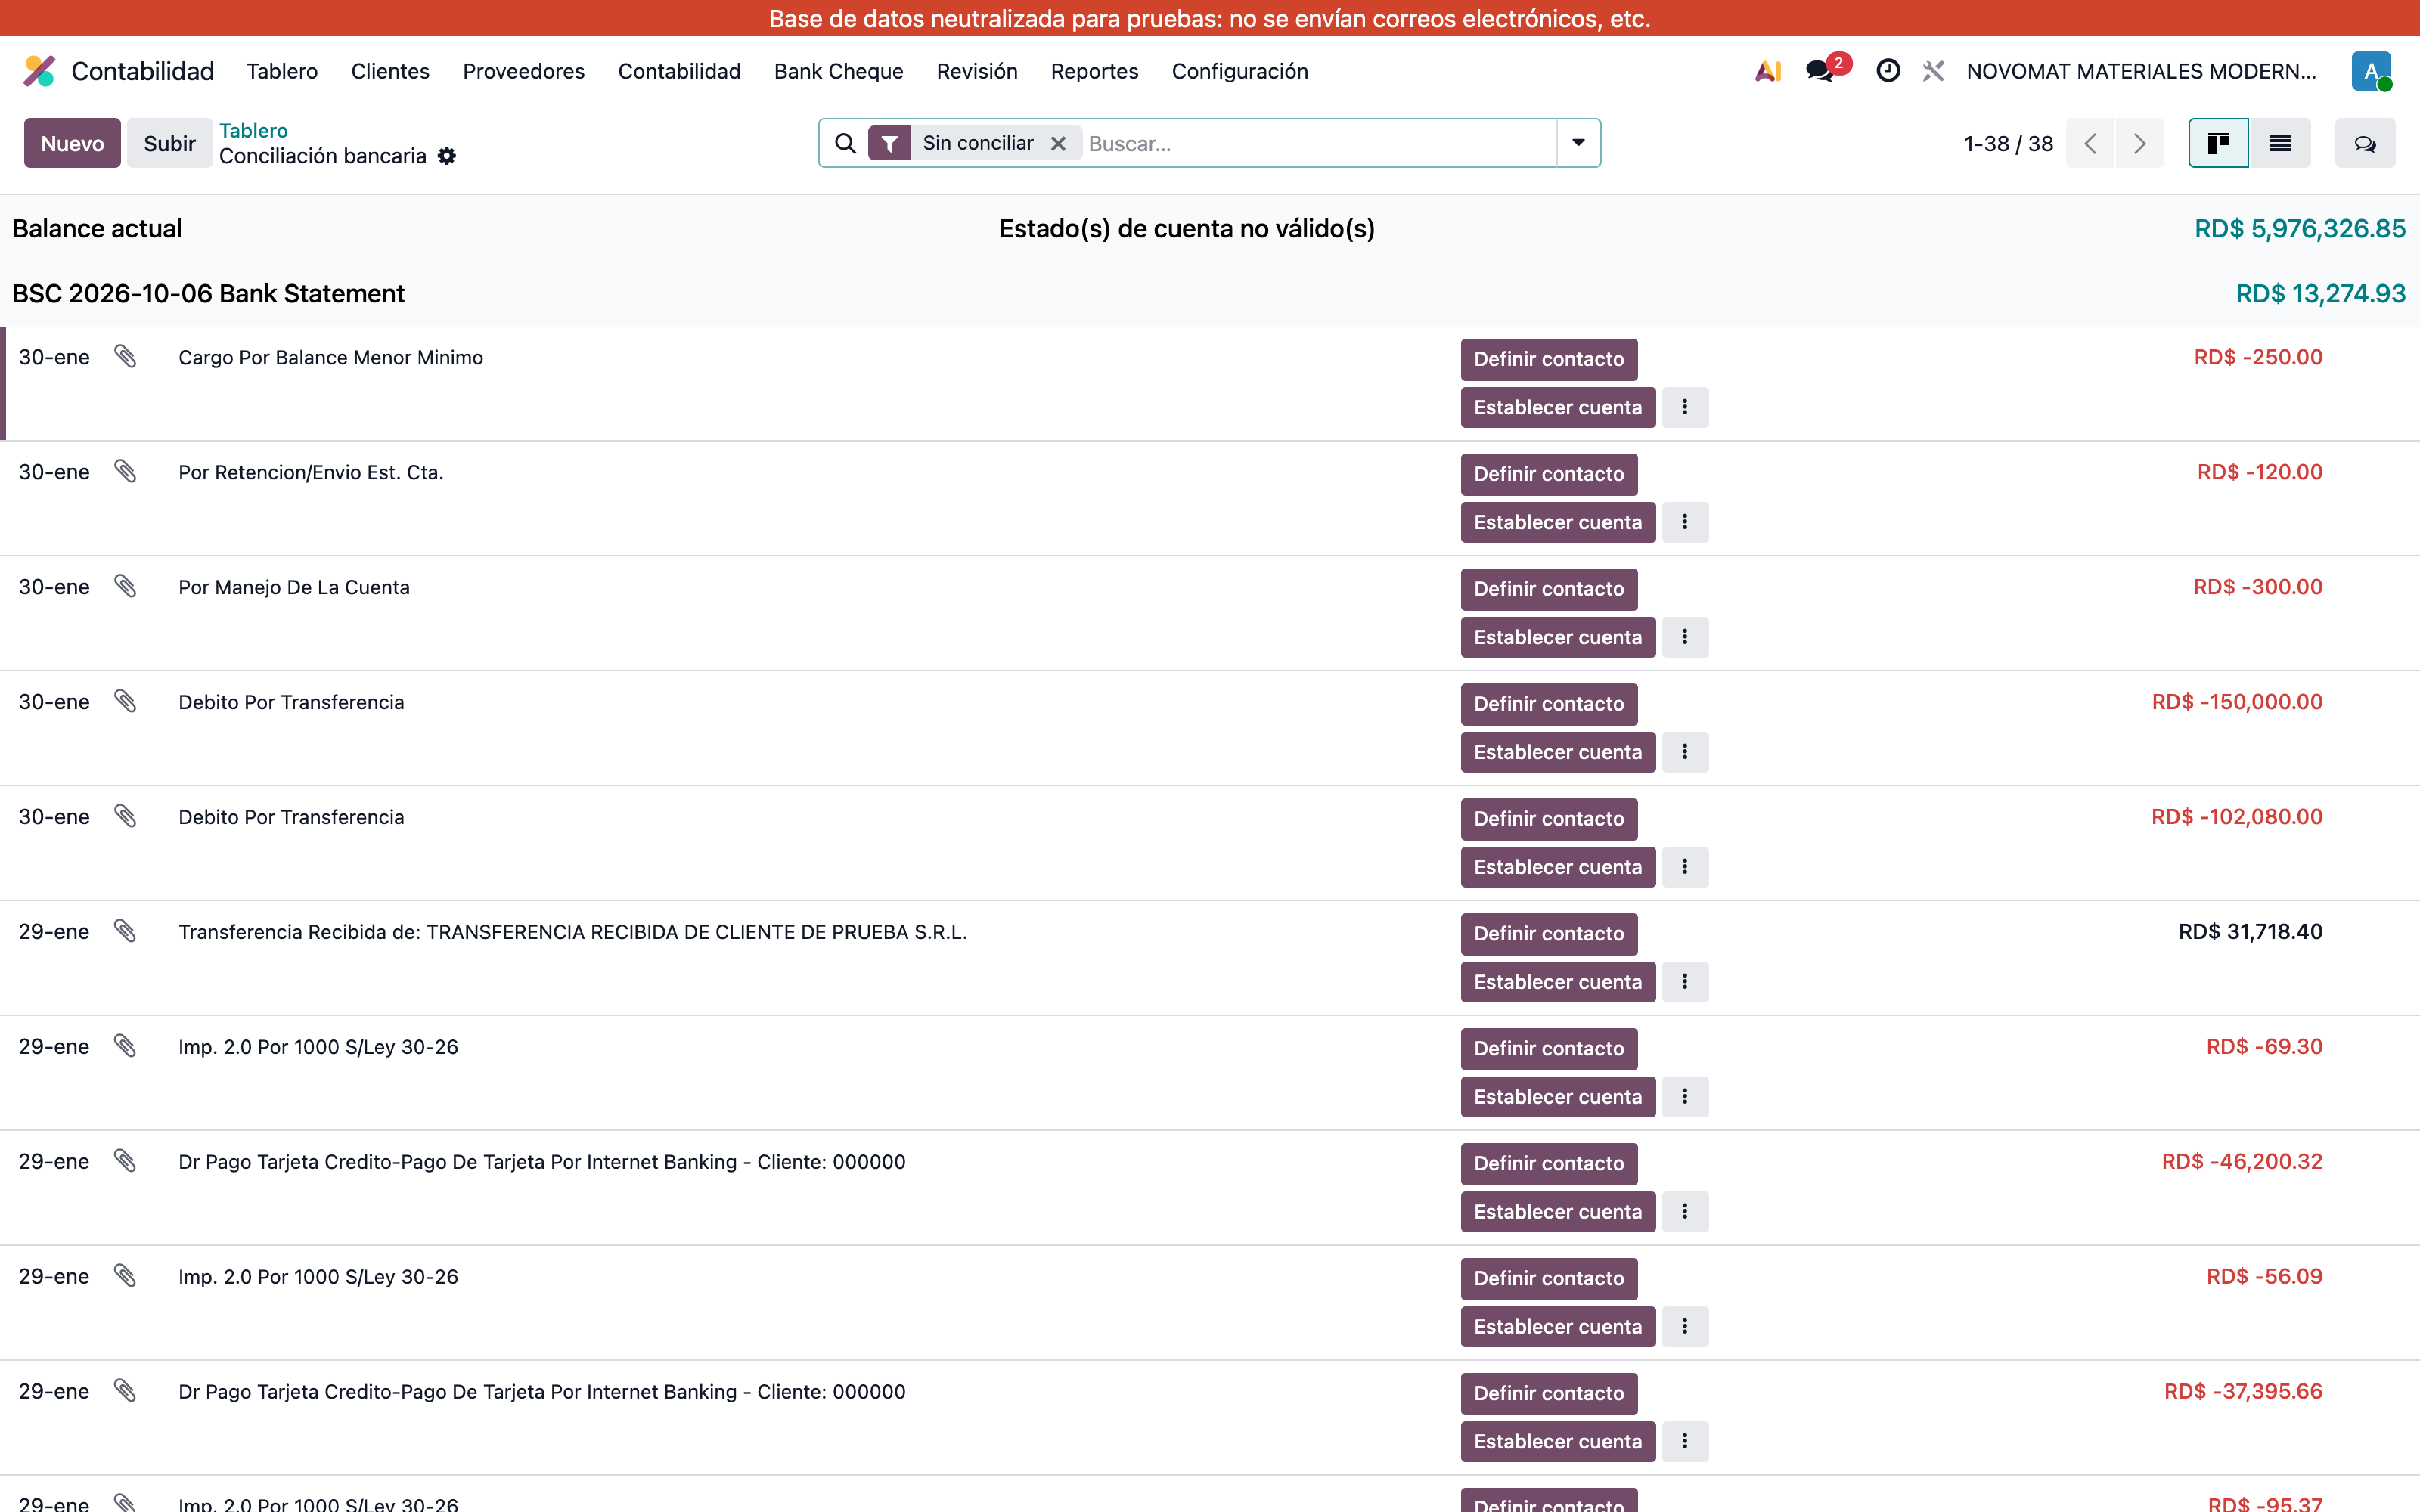 Base de datos neutralizada para pruebas: no se envían correos electrónicos, etc.
Contabilidad Tablero Clientes Proveedores Contabilidad Bank Cheque Revisión Reportes Configuración AI 2 NOVOMAT MATERIALES MODERN... A
Nuevo Subir Tablero
Conciliación bancaria
Sin conciliar Buscar... 1-38 / 38
Balance actual Estado(s) de cuenta no válido(s) RD$ 5,976,326.85
BSC 2026-10-06 Bank Statement RD$ 13,274.93
30-ene Cargo Por Balance Menor Minimo Definir contacto RD$ -250.00
Establecer cuenta
30-ene Por Retencion/Envio Est. Cta. Definir contacto RD$ -120.00
Establecer cuenta
30-ene Por Manejo De La Cuenta Definir contacto RD$ -300.00
Establecer cuenta
30-ene Debito Por Transferencia Definir contacto RD$ -150,000.00
Establecer cuenta
30-ene Debito Por Transferencia Definir contacto RD$ -102,080.00
Establecer cuenta
29-ene Transferencia Recibida de: TRANSFERENCIA RECIBIDA DE CLIENTE DE PRUEBA S.R.L. Definir contacto RD$ 31,718.40
Establecer cuenta
29-ene Imp. 2.0 Por 1000 S/Ley 30-26 Definir contacto RD$ -69.30
Establecer cuenta
29-ene Dr Pago Tarjeta Credito-Pago De Tarjeta Por Internet Banking - Cliente: 000000 Definir contacto RD$ -46,200.32
Establecer cuenta
29-ene Imp. 2.0 Por 1000 S/Ley 30-26 Definir contacto RD$ -56.09
Establecer cuenta
29-ene Dr Pago Tarjeta Credito-Pago De Tarjeta Por Internet Banking - Cliente: 000000 Definir contacto RD$ -37,395.66
Establecer cuenta
29-ene Imp. 2.0 Por 1000 S/Ley 30-26 Definir contacto RD$ -95.37